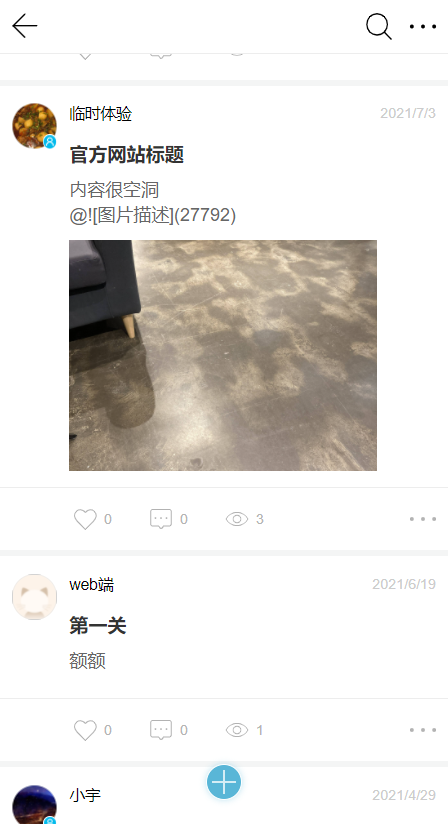 临时体验
2021/7/3
官方网站标题
内容很空洞
@![图片描述](27792)
0
0
3
web端
2021/6/19
第一关
额额
0
0
1
小宇
2021/4/29